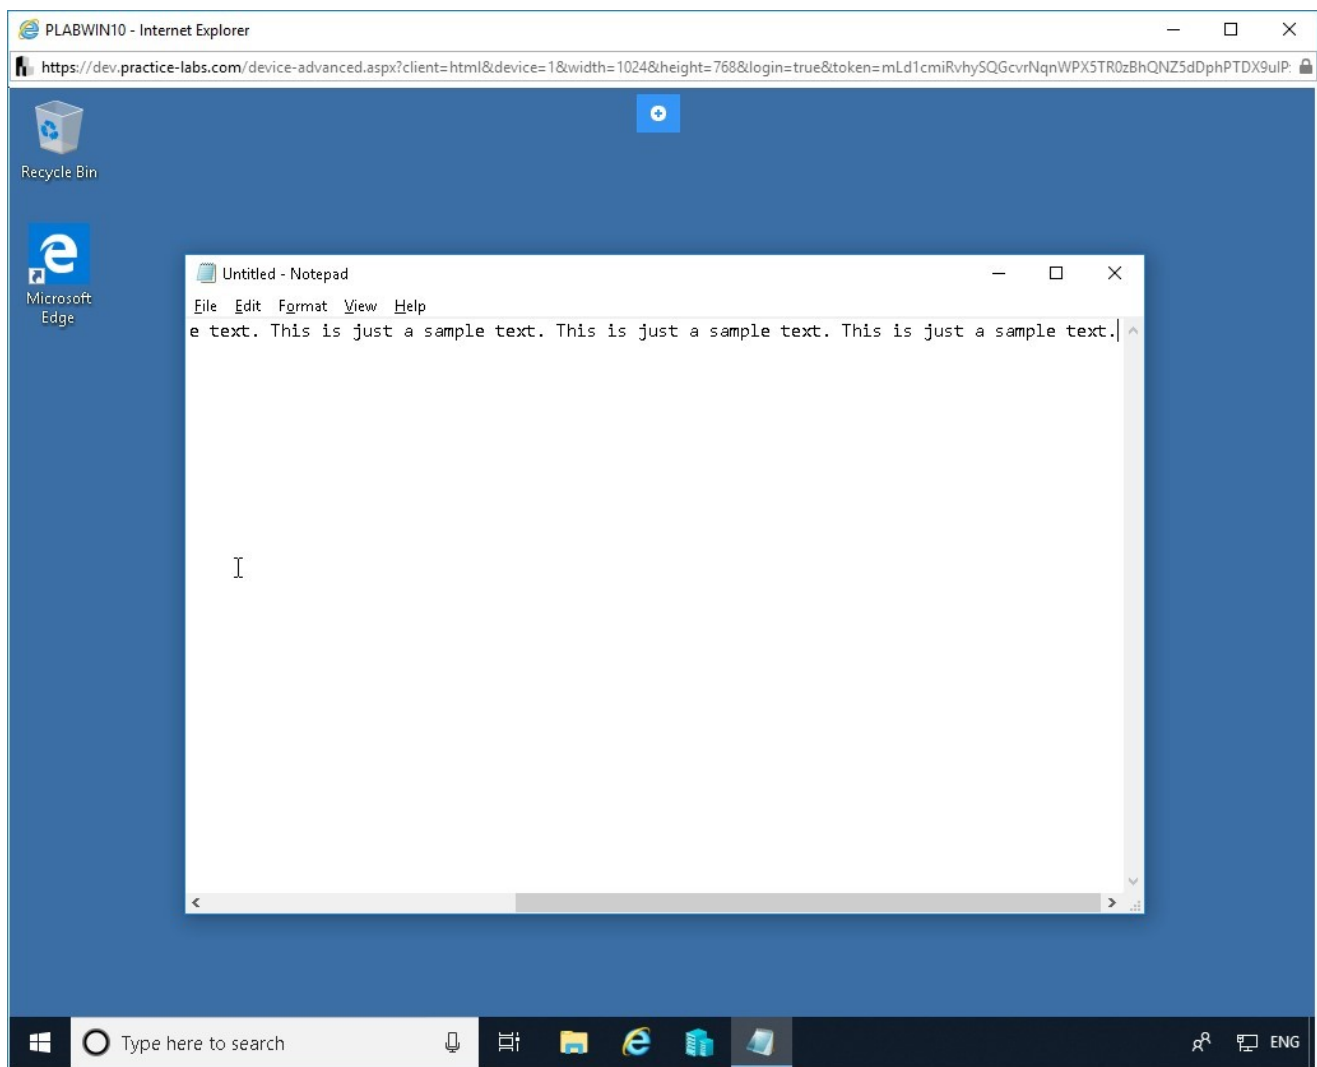 PLABWIN10 - Internet Explorer
https://dev.practice-labs.com/device-advanced.aspx?client=html&device=1&width=1024&height=768&login=true&token=mLd1cmiRvhySQGcvrNqnWPX5TR0zBhQNZ5dDphPTDX9uIP:
Recycle Bin
Microsoft
Edge
Untitled - Notepad
File Edit Format View Help
e text. This is just a sample text. This is just a sample text. This is just a sample text.
Type here to search
ENG